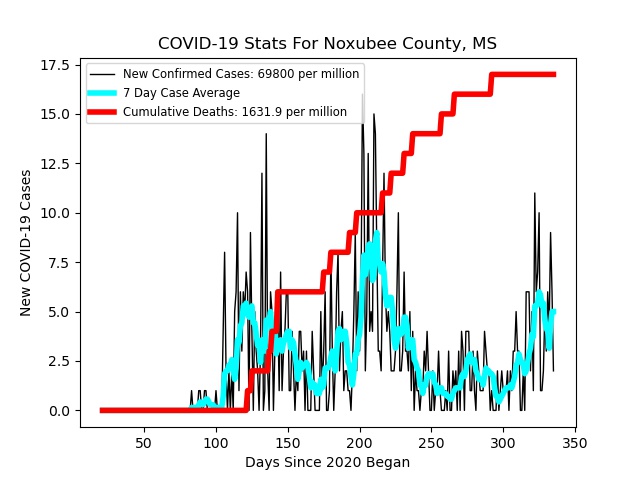 COVID-19 Stats For Noxubee County, MS
New Confirmed Cases: 69800 per million
7 Day Case Average
Cumulative Deaths: 1631.9 per million
New COVID-19 Cases
17.5
15.0
12.5
10.0
7.5
5.0
2.5
0.0
50 100 150 200 250 300 350
Days Since 2020 Began